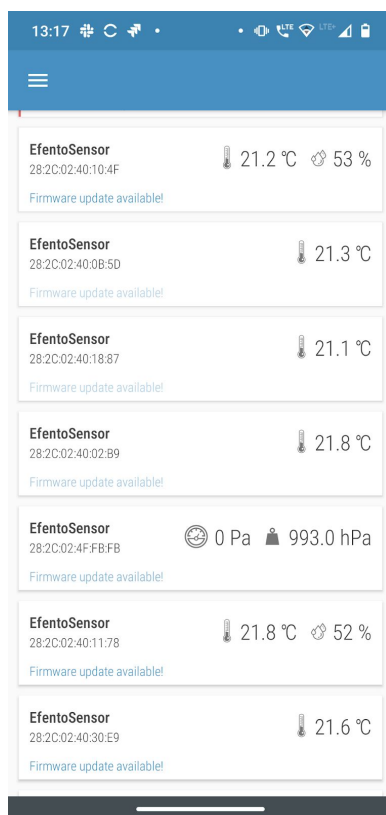 13:17
LTE LTE+
EfentoSensor
28:2C:02:40:10:4F
21.2 °C 53 %
Firmware update available!
EfentoSensor
28:2C:02:40:0B:5D
21.3 °C
Firmware update available!
EfentoSensor
28:2C:02:40:18:87
21.1 °C
Firmware update available!
EfentoSensor
28:2C:02:40:02:B9
21.8 °C
Firmware update available!
EfentoSensor
28:2C:02:4F:FB:FB
0 Pa 993.0 hPa
Firmware update available!
EfentoSensor
28:2C:02:40:11:78
21.8 °C 52 %
Firmware update available!
EfentoSensor
28:2C:02:40:30:E9
21.6 °C
Firmware update available!